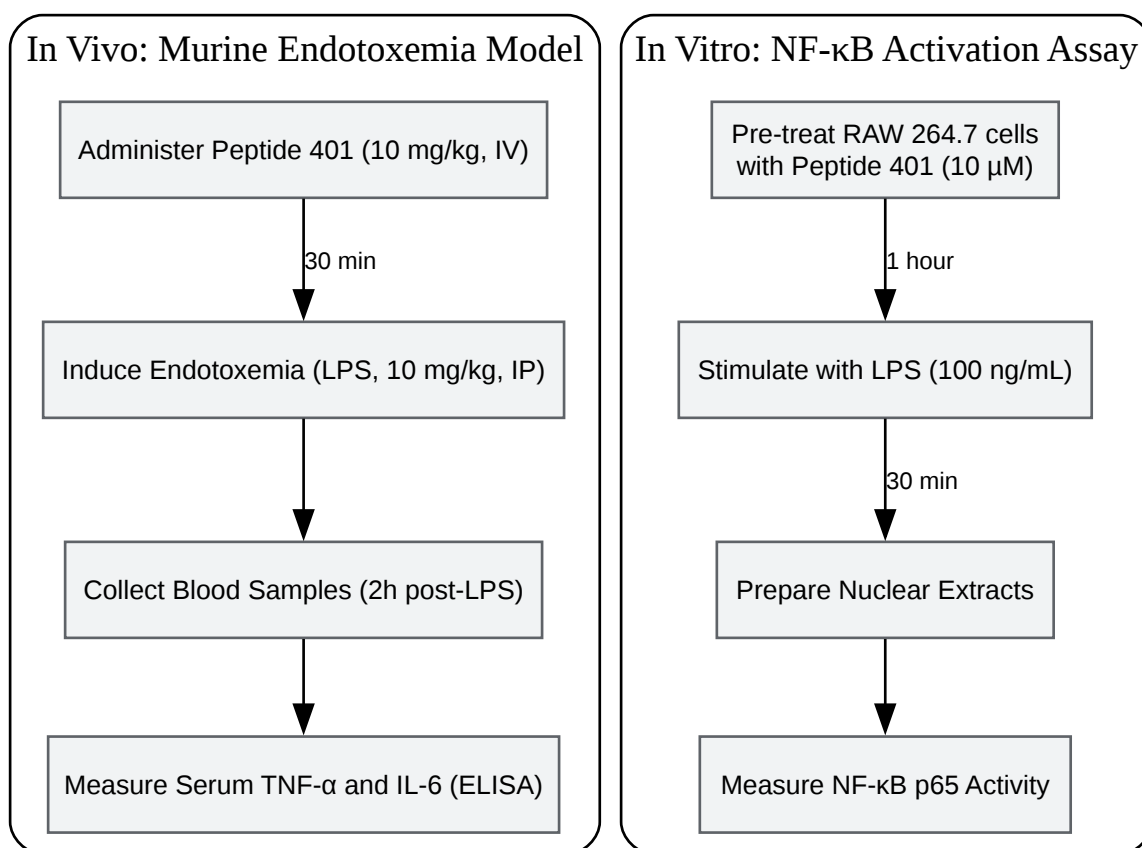 In Vivo: Murine Endotoxemia Model
Administer Peptide 401 (10 mg/kg, IV)
30 min
Induce Endotoxemia (LPS, 10 mg/kg, IP)
Collect Blood Samples (2h post-LPS)
Measure Serum TNF-α and IL-6 (ELISA)
In Vitro: NF-κB Activation Assay
Pre-treat RAW 264.7 cells
with Peptide 401 (10 µM)
1 hour
Stimulate with LPS (100 ng/mL)
30 min
Prepare Nuclear Extracts
Measure NF-κB p65 Activity